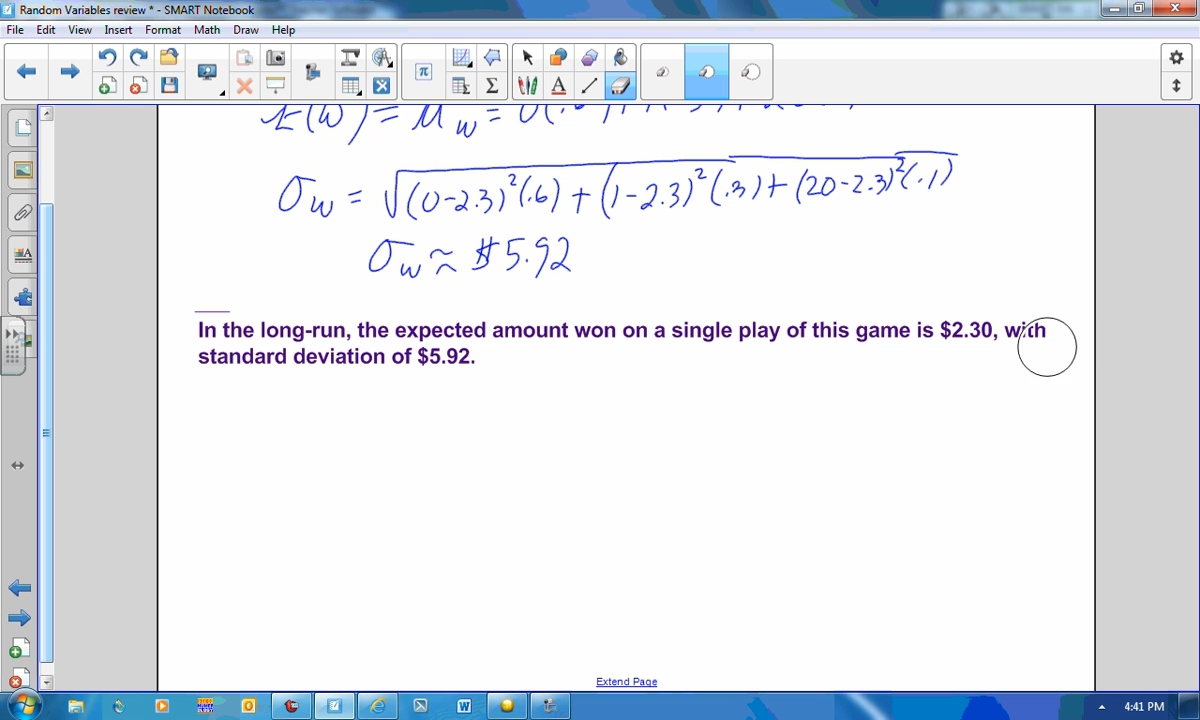 Random Variables review * - SMART Notebook
File Edit View Insert Format Math Draw Help
E(W) = μw =
σw = √(0-2.3)²(.6) + (1-2.3)²(.3) + (20-2.3)²(.1)
σw ≈ $5.92
In the long-run, the expected amount won on a single play of this game is $2.30, with
standard deviation of $5.92.
Extend Page
4:41 PM